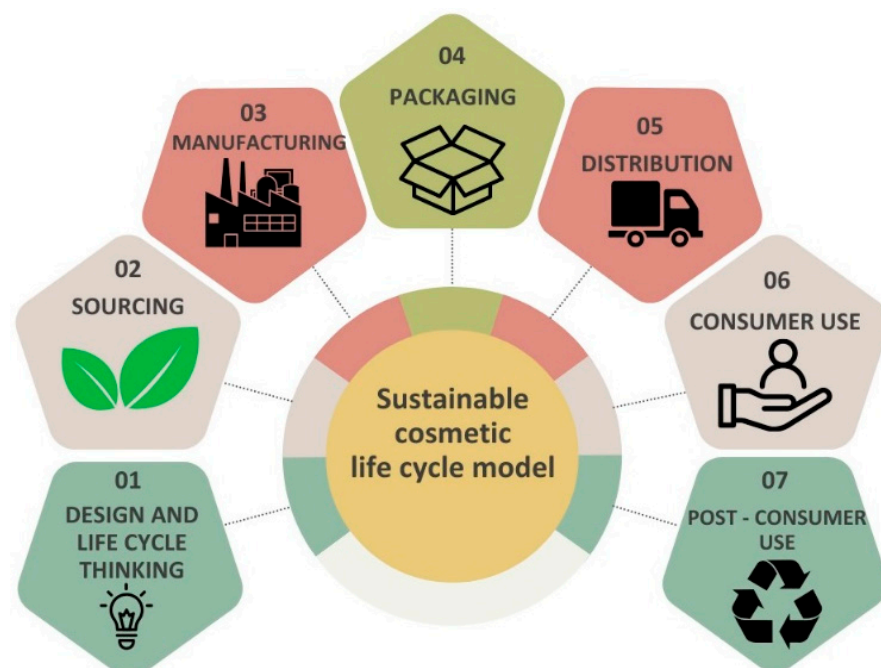 01
DESIGN AND
LIFE CYCLE
THINKING
02
SOURCING
03
MANUFACTURING
04
PACKAGING
05
DISTRIBUTION
06
CONSUMER USE
07
POST - CONSUMER
USE
Sustainable
cosmetic
life cycle model